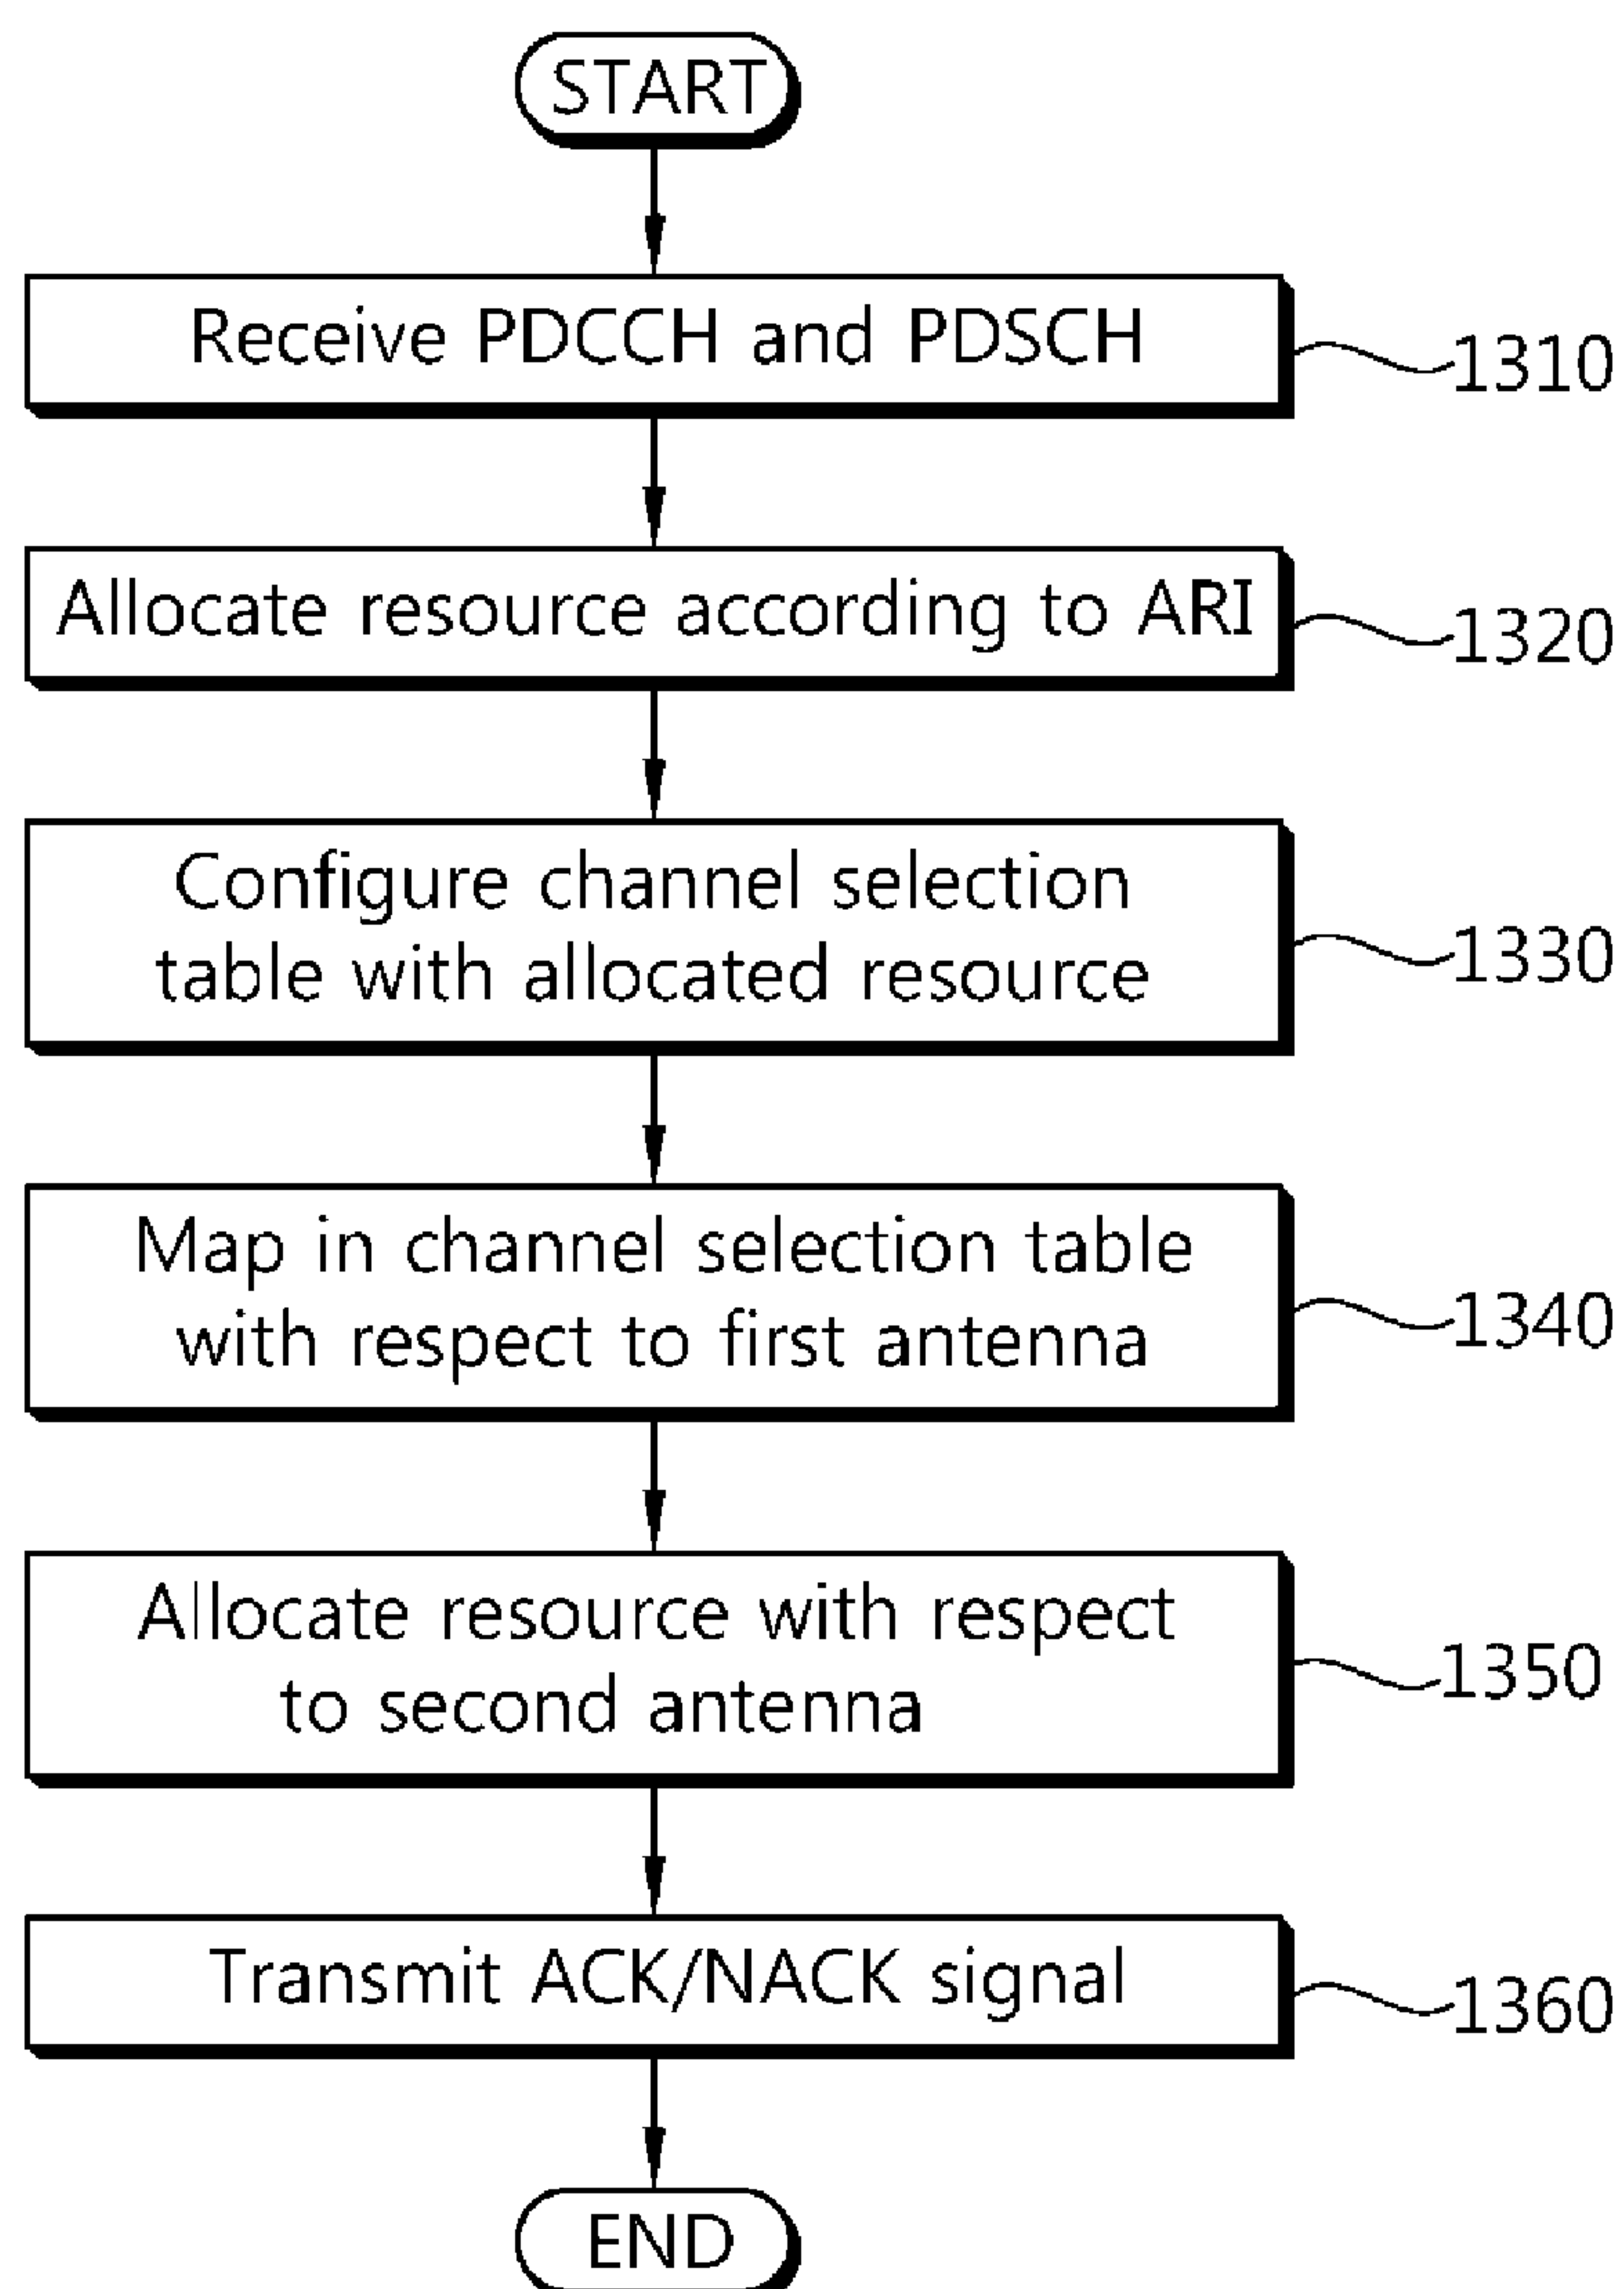 START
Receive PDCCH and PDSCH
1310
Allocate resource according to ARI
1320
Configure channel selection
table with allocated resource
1330
Map in channel selection table
with respect to first antenna
1340
Allocate resource with respect
to second antenna
1350
Transmit ACK/NACK signal
1360
END